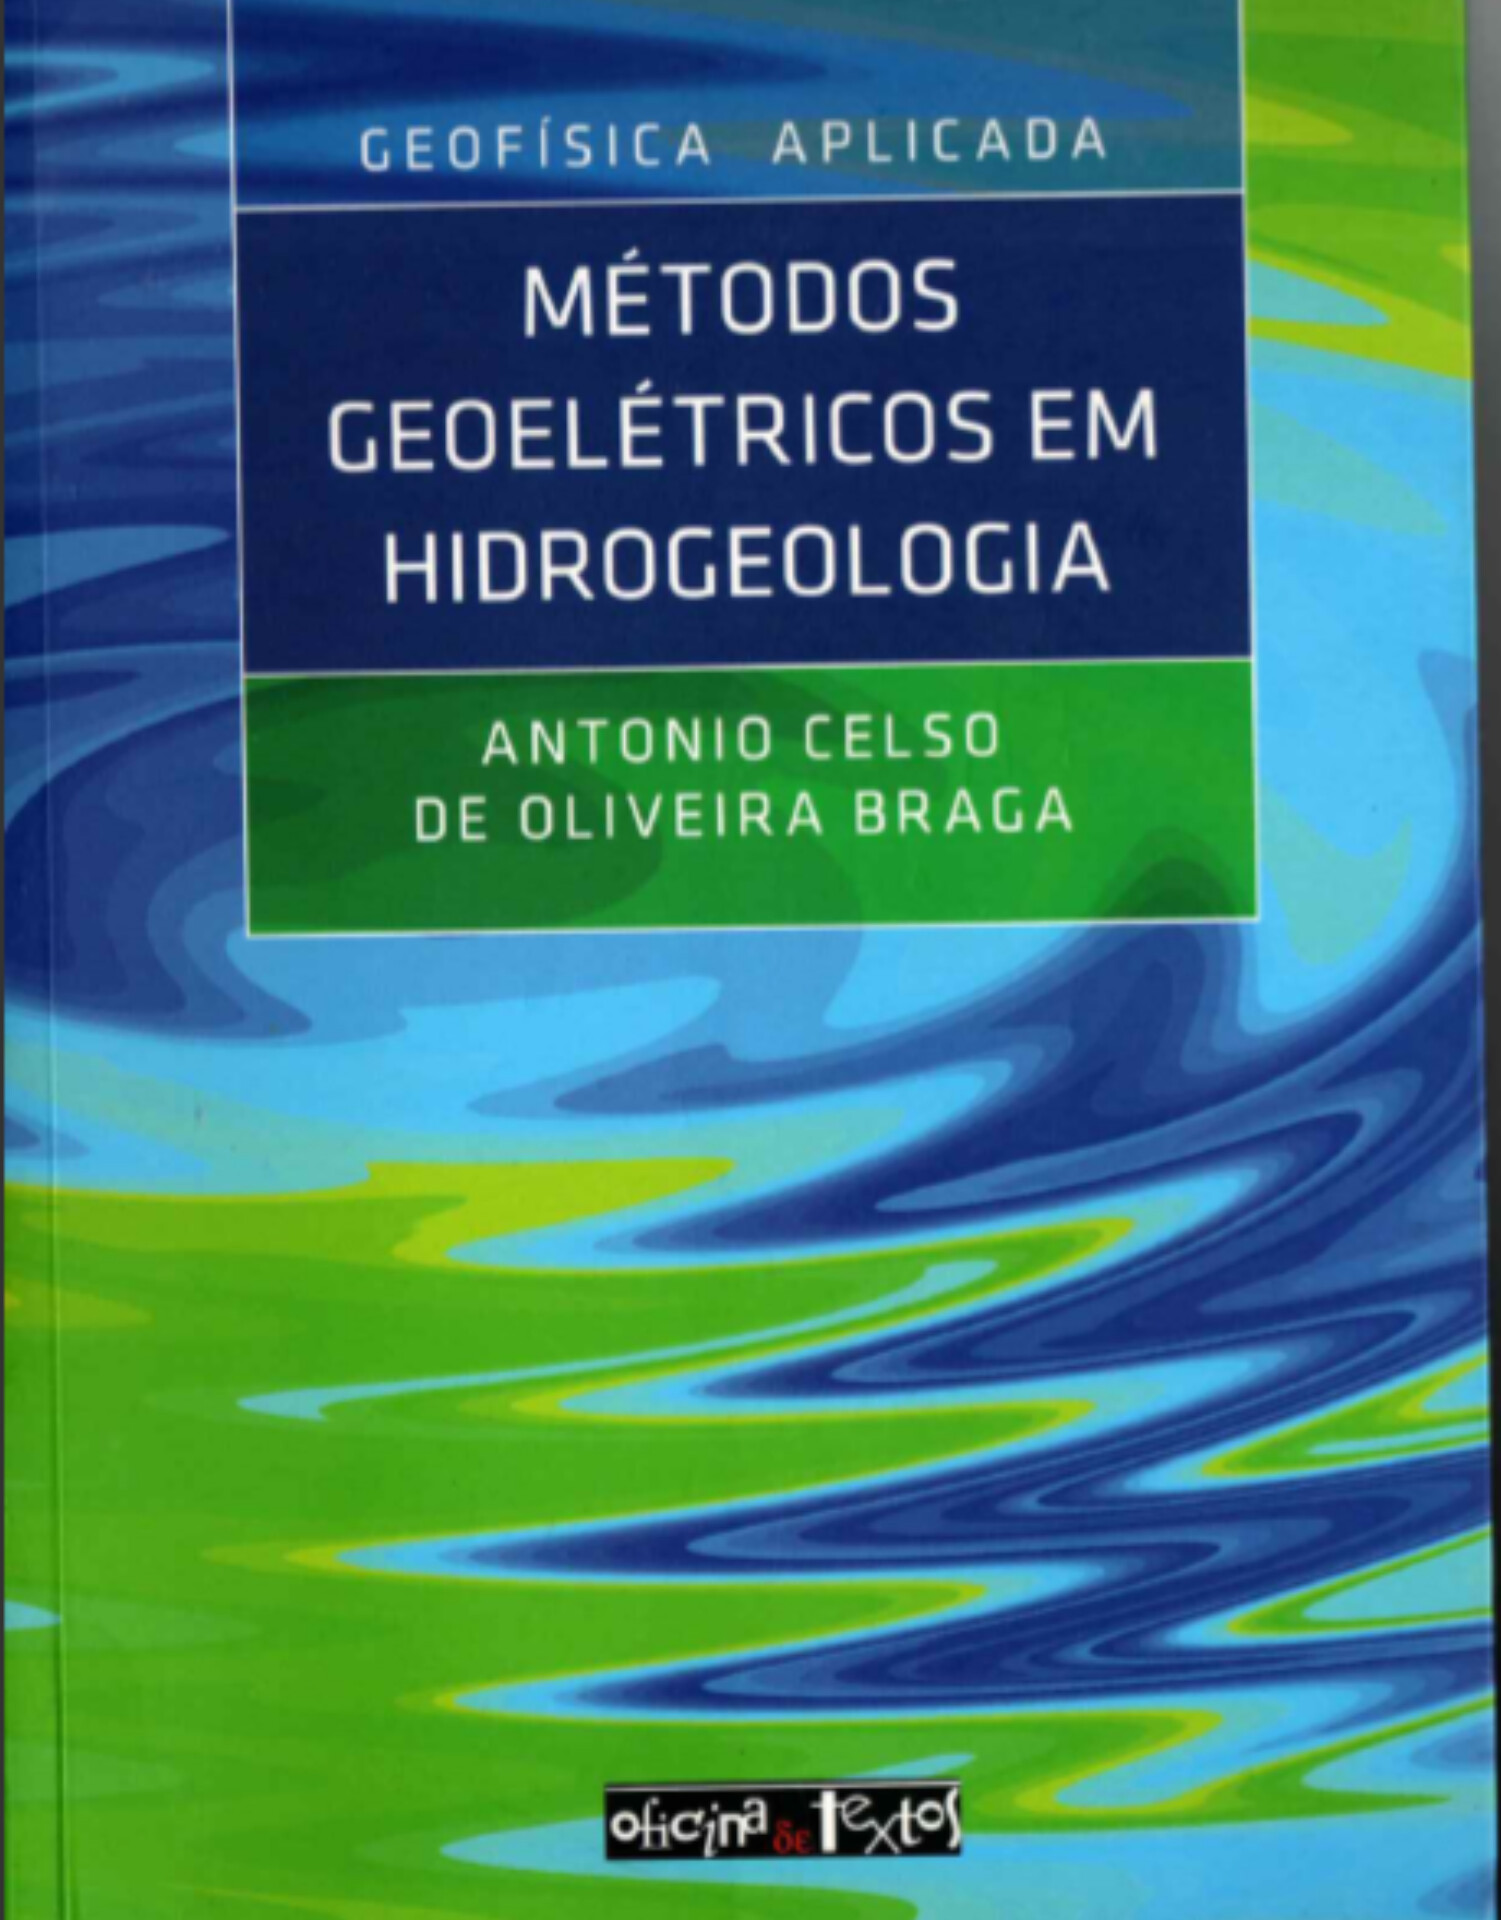 GEOFÍSICA APLICADA
MÉTODOS
GEOELÉTRICOS EM
HIDROGEOLOGIA
ANTONIO CELSO
DE OLIVEIRA BRAGA
oficina de textos